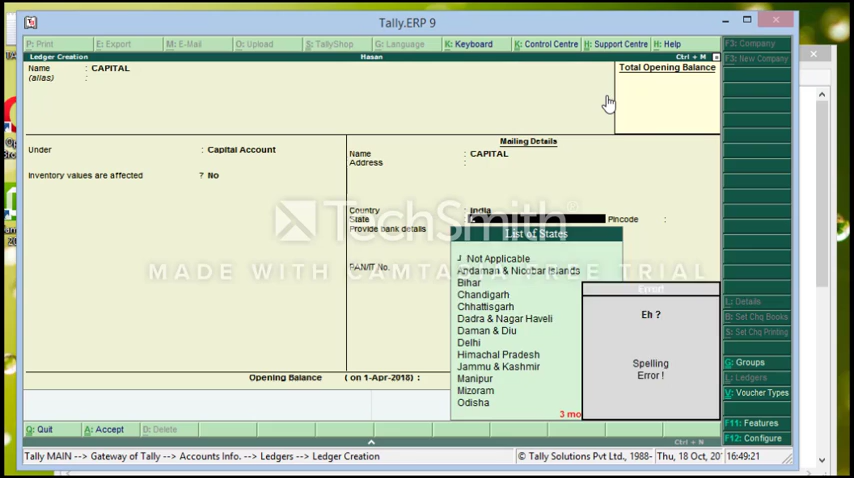 Tally.ERP 9
P: Print E: Export M: E-Mail O: Upload S: TallyShop G: Language K: Keyboard K: Control Centre H: Support Centre H: Help
F3: Company
Ledger Creation Hasan Ctrl + M
F3: New Company
Name : CAPITAL
(alias) :
Total Opening Balance
Under : Capital Account
Inventory values are affected ? No
Mailing Details
Name : CAPITAL
Address :
Country : India
State : Pincode :
Provide bank details
PAN/IT No.
List of States
Not Applicable
Andaman & Nicobar Islands
Bihar
Chandigarh
Chhattisgarh
Dadra & Nagar Haveli
Daman & Diu
Delhi
Himachal Pradesh
Jammu & Kashmir
Manipur
Mizoram
Odisha
3 mo
Error!
Eh ?
Spelling
Error !
TechSmith
MADE WITH CAMTASIA FREE TRIAL
L: Details
B: Set Chq Books
S: Set Chq Printing
G: Groups
L: Ledgers
V: Voucher Types
F11: Features
F12: Configure
Opening Balance ( on 1-Apr-2018) :
Q: Quit A: Accept D: Delete
Ctrl + N
Tally MAIN --> Gateway of Tally --> Accounts Info. --> Ledgers --> Ledger Creation © Tally Solutions Pvt Ltd., 1988- Thu, 18 Oct, 20 16:49:21